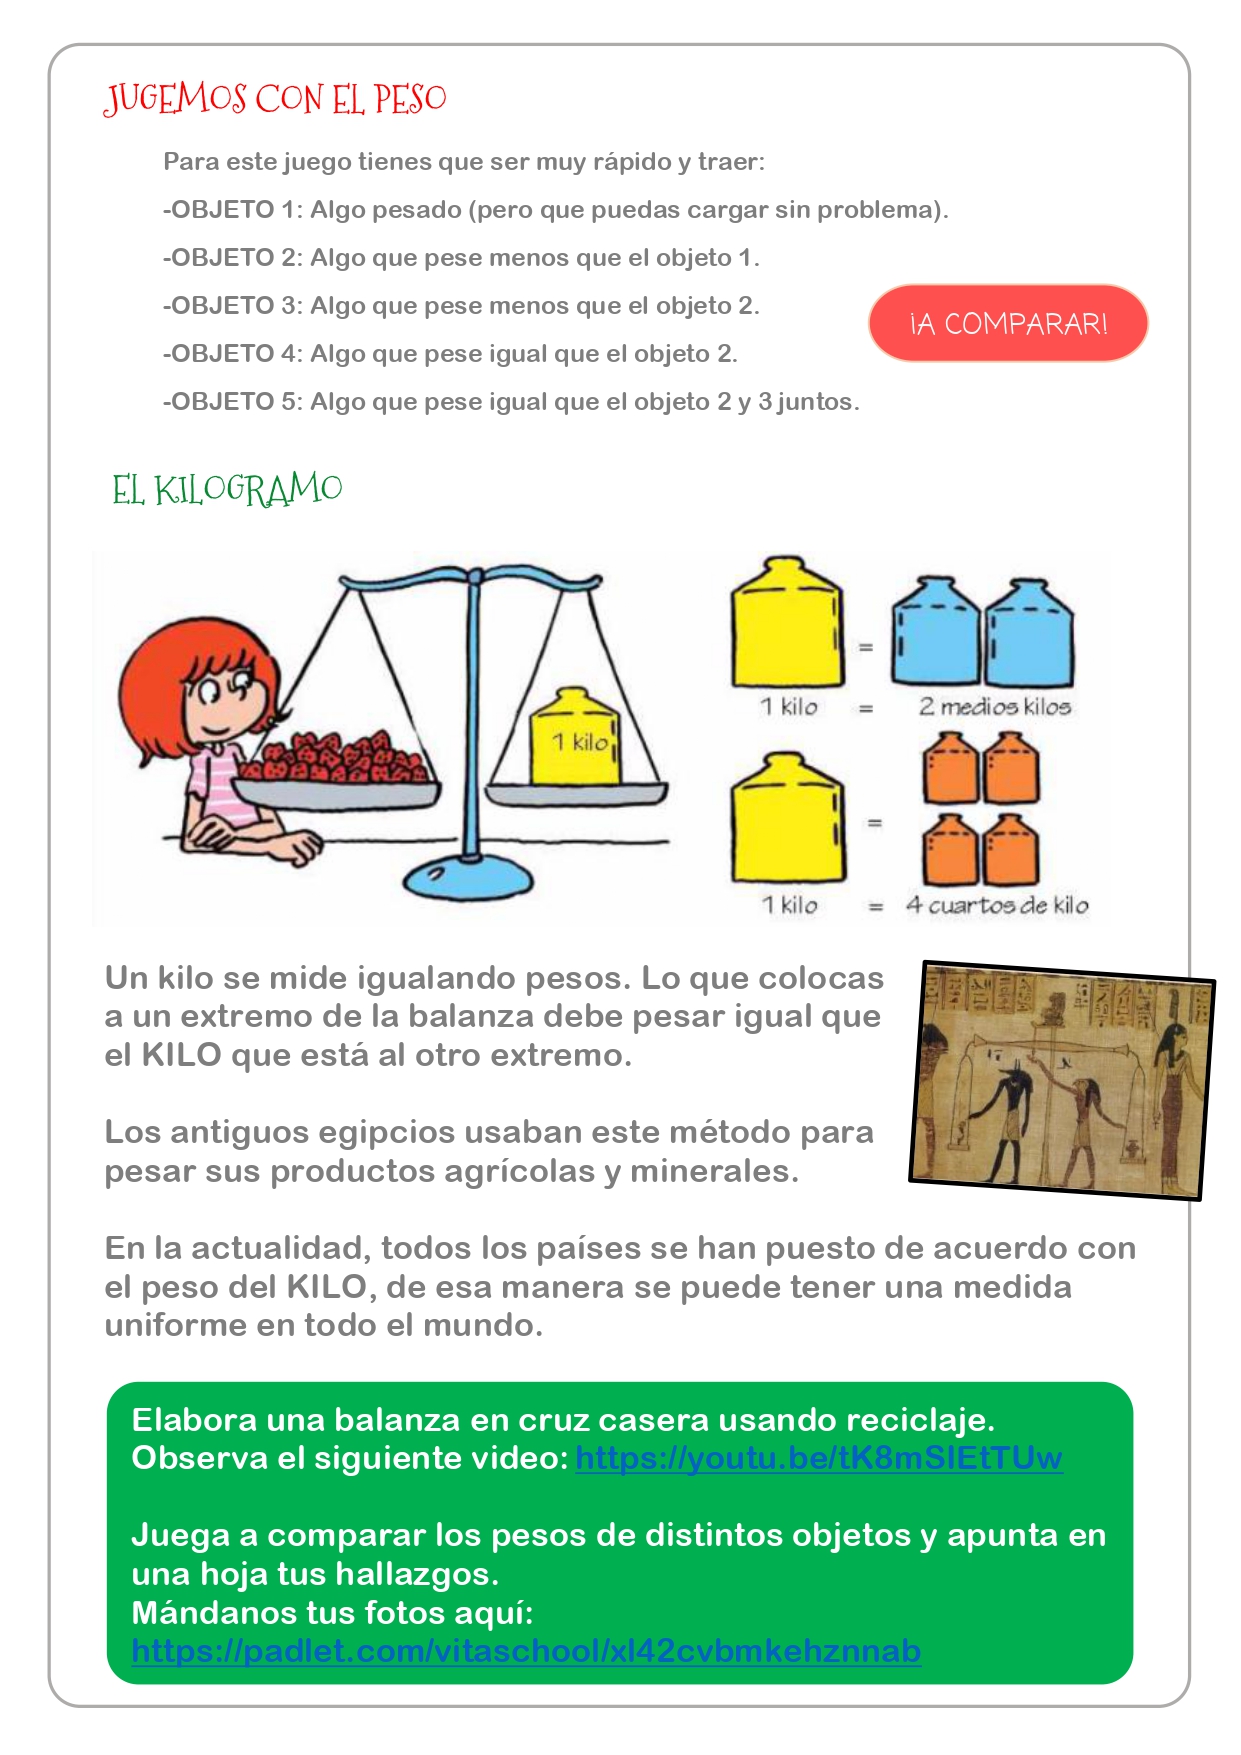 JUGEMOS CON EL PESO
Para este juego tienes que ser muy rápido y traer:
-OBJETO 1: Algo pesado (pero que puedas cargar sin problema).
-OBJETO 2: Algo que pese menos que el objeto 1.
-OBJETO 3: Algo que pese menos que el objeto 2.
-OBJETO 4: Algo que pese igual que el objeto 2.
-OBJETO 5: Algo que pese igual que el objeto 2 y 3 juntos.
¡A COMPARAR!
EL KILOGRAMO
1 kilo
=
1 kilo = 2 medios kilos
=
1 kilo = 4 cuartos de kilo
Un kilo se mide igualando pesos. Lo que colocas
a un extremo de la balanza debe pesar igual que
el KILO que está al otro extremo.
Los antiguos egipcios usaban este método para
pesar sus productos agrícolas y minerales.
En la actualidad, todos los países se han puesto de acuerdo con
el peso del KILO, de esa manera se puede tener una medida
uniforme en todo el mundo.
Elabora una balanza en cruz casera usando reciclaje.
Observa el siguiente video: https://youtu.be/tK8mSIEtTUw
Juega a comparar los pesos de distintos objetos y apunta en
una hoja tus hallazgos.
Mándanos tus fotos aquí:
https://padlet.com/vitaschool/xl42cvbmkehznnab